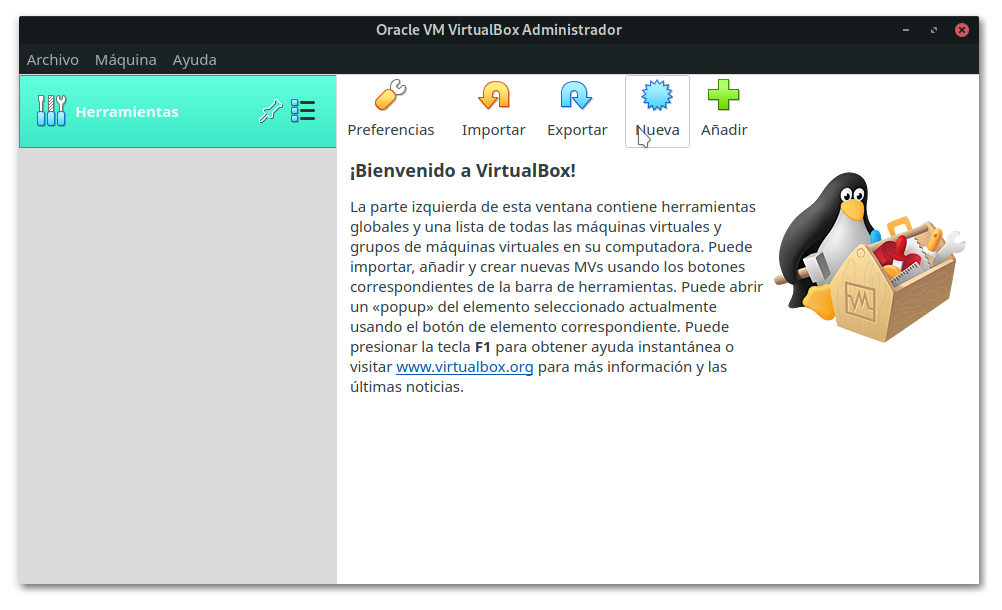 Oracle VM VirtualBox Administrador
Archivo Máquina Ayuda
Herramientas
Preferencias Importar Exportar Nueva Añadir
¡Bienvenido a VirtualBox!
La parte izquierda de esta ventana contiene herramientas
globales y una lista de todas las máquinas virtuales y
grupos de máquinas virtuales en su computadora. Puede
importar, añadir y crear nuevas MVs usando los botones
correspondientes de la barra de herramientas. Puede abrir
un «popup» del elemento seleccionado actualmente
usando el botón de elemento correspondiente. Puede
presionar la tecla F1 para obtener ayuda instantánea o
visitar www.virtualbox.org para más información y las
últimas noticias.